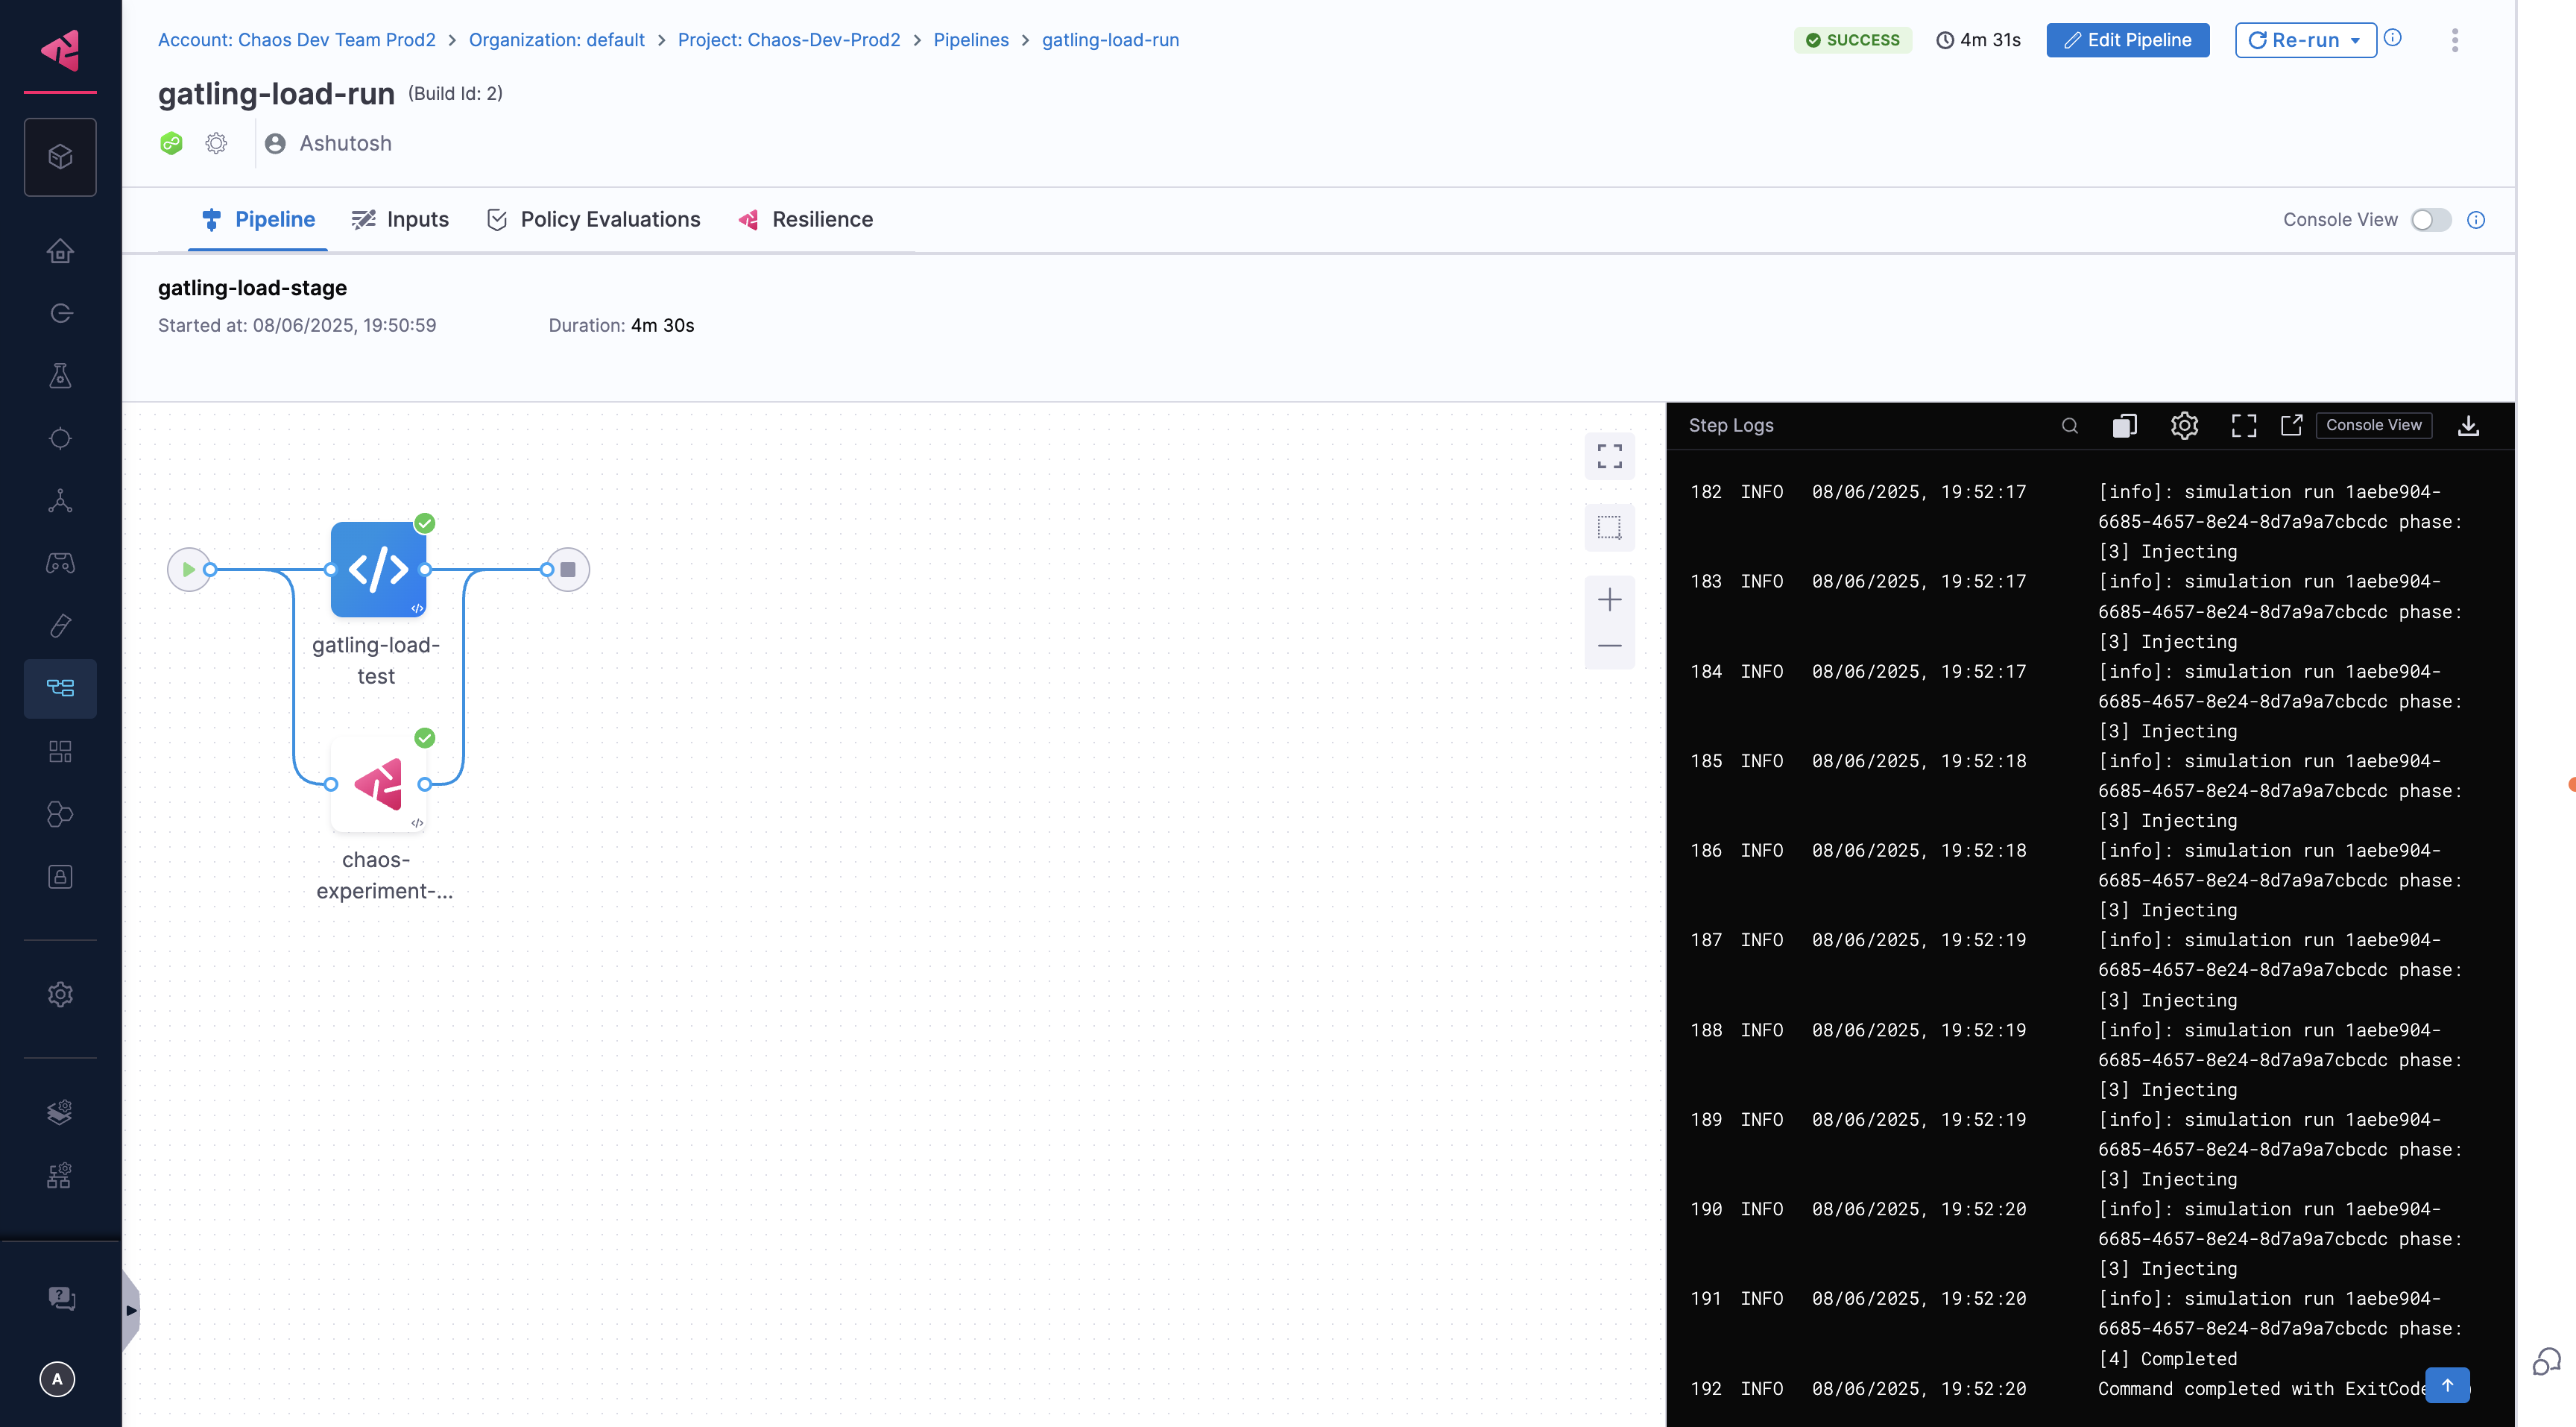 Account: Chaos Dev Team Prod2 > Organization: default > Project: Chaos-Dev-Prod2 > Pipelines > gatling-load-run
SUCCESS
4m 31s
Edit Pipeline
Re-run
gatling-load-run (Build Id: 2)
Ashutosh
Pipeline
Inputs
Policy Evaluations
Resilience
Console View
gatling-load-stage
Started at: 08/06/2025, 19:50:59
Duration: 4m 30s
gatling-load-
test
chaos-
experiment-...
Step Logs
Console View
182 INFO 08/06/2025, 19:52:17 [info]: simulation run 1aebe904-
6685-4657-8e24-8d7a9a7cbcdc phase:
[3] Injecting
183 INFO 08/06/2025, 19:52:17 [info]: simulation run 1aebe904-
6685-4657-8e24-8d7a9a7cbcdc phase:
[3] Injecting
184 INFO 08/06/2025, 19:52:17 [info]: simulation run 1aebe904-
6685-4657-8e24-8d7a9a7cbcdc phase:
[3] Injecting
185 INFO 08/06/2025, 19:52:18 [info]: simulation run 1aebe904-
6685-4657-8e24-8d7a9a7cbcdc phase:
[3] Injecting
186 INFO 08/06/2025, 19:52:18 [info]: simulation run 1aebe904-
6685-4657-8e24-8d7a9a7cbcdc phase:
[3] Injecting
187 INFO 08/06/2025, 19:52:19 [info]: simulation run 1aebe904-
6685-4657-8e24-8d7a9a7cbcdc phase:
[3] Injecting
188 INFO 08/06/2025, 19:52:19 [info]: simulation run 1aebe904-
6685-4657-8e24-8d7a9a7cbcdc phase:
[3] Injecting
189 INFO 08/06/2025, 19:52:19 [info]: simulation run 1aebe904-
6685-4657-8e24-8d7a9a7cbcdc phase:
[3] Injecting
190 INFO 08/06/2025, 19:52:20 [info]: simulation run 1aebe904-
6685-4657-8e24-8d7a9a7cbcdc phase:
[3] Injecting
191 INFO 08/06/2025, 19:52:20 [info]: simulation run 1aebe904-
6685-4657-8e24-8d7a9a7cbcdc phase:
[4] Completed
192 INFO 08/06/2025, 19:52:20 Command completed with ExitCode
A